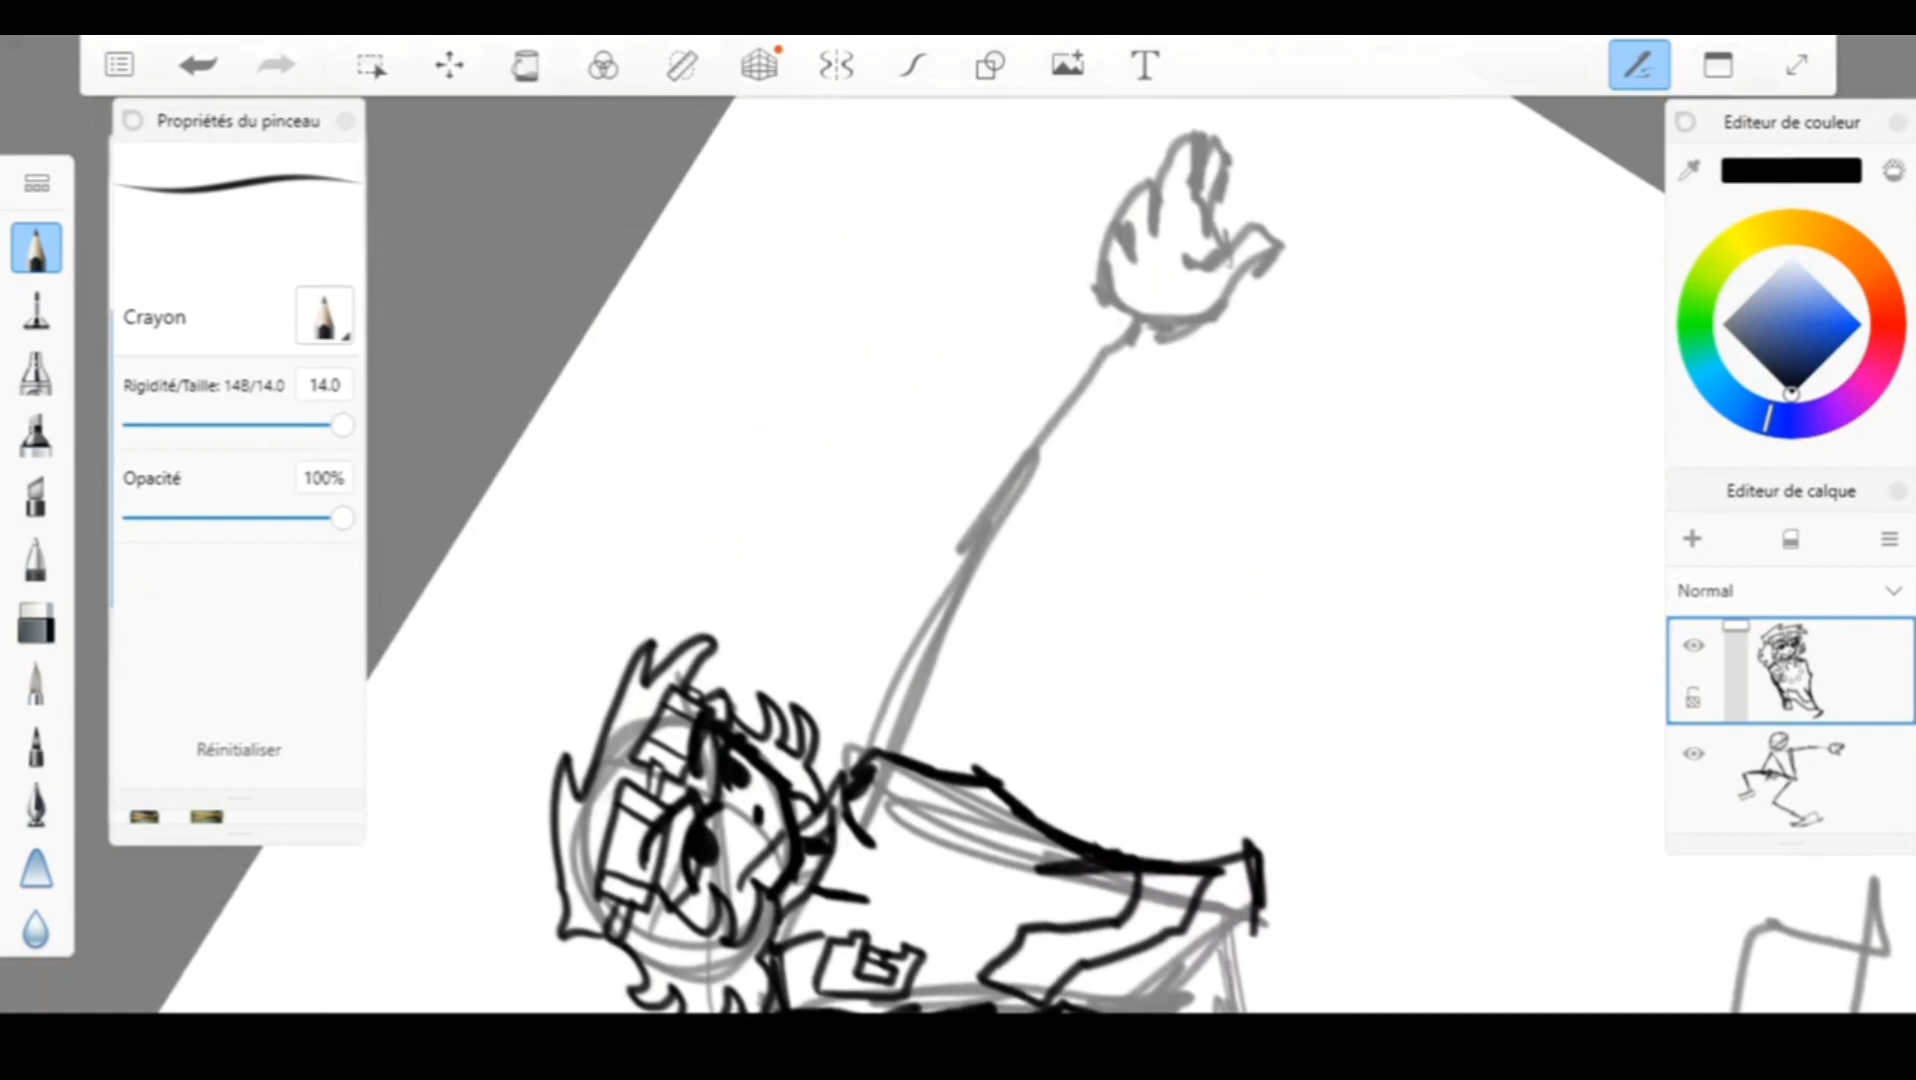 Propriétés du pinceau
Editeur de couleur
Crayon
Rigidité/Taille: 14B/14.0 14.0
Opacité 100%
Editeur de calque
Normal
Réinitialiser